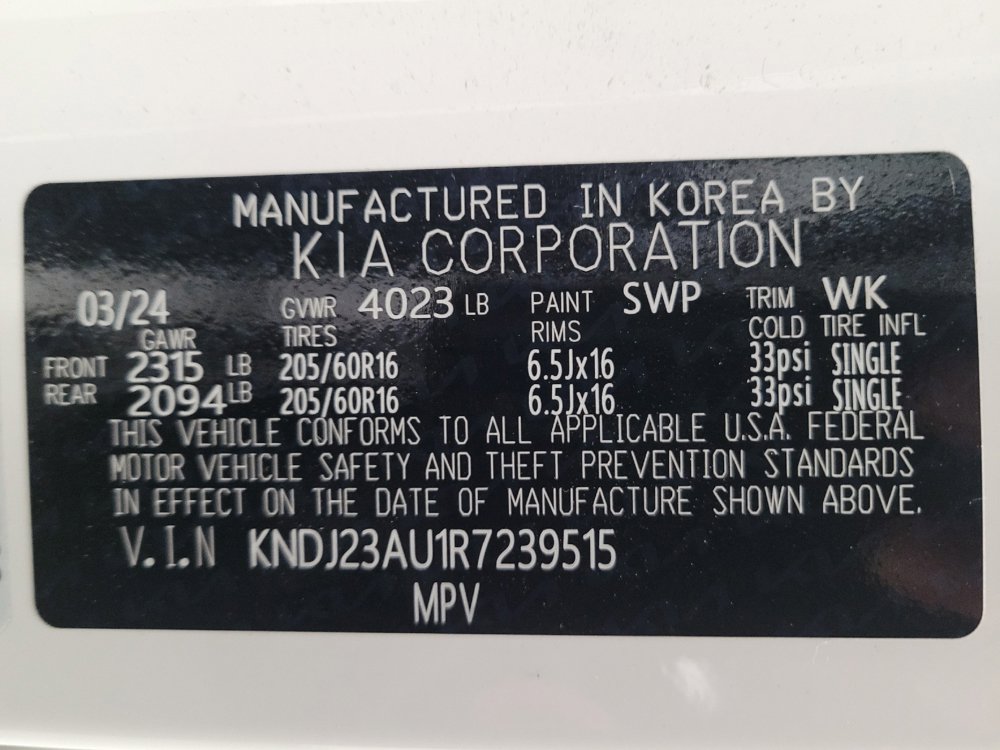 MANUFACTURED IN KOREA BY
KIA CORPORATION
03/24 GVWR 4023 LB PAINT SWP TRIM WK
GAWR TIRES RIMS COLD TIRE INFL
FRONT 2315 LB 205/60R16 6.5Jx16 33psi SINGLE
REAR 2094 LB 205/60R16 6.5Jx16 33psi SINGLE
THIS VEHICLE CONFORMS TO ALL APPLICABLE U.S.A. FEDERAL
MOTOR VEHICLE SAFETY AND THEFT PREVENTION STANDARDS
IN EFFECT ON THE DATE OF MANUFACTURE SHOWN ABOVE.
V.I.N KNDJ23AU1R7239515
MPV